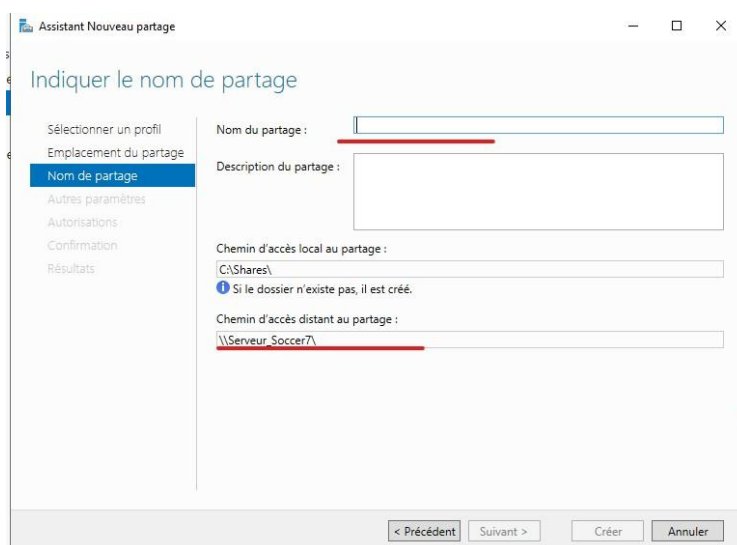 Assistant Nouveau partage
Indiquer le nom de partage
Sélectionner un profil
Emplacement du partage
Nom de partage
Autres paramètres
Autorisations
Confirmation
Résultats
Nom du partage :
Description du partage :
Chemin d'accès local au partage :
C:\Shares\
Si le dossier n'existe pas, il est créé.
Chemin d'accès distant au partage :
\\Serveur_Soccer7\
< Précédent Suivant > Créer Annuler